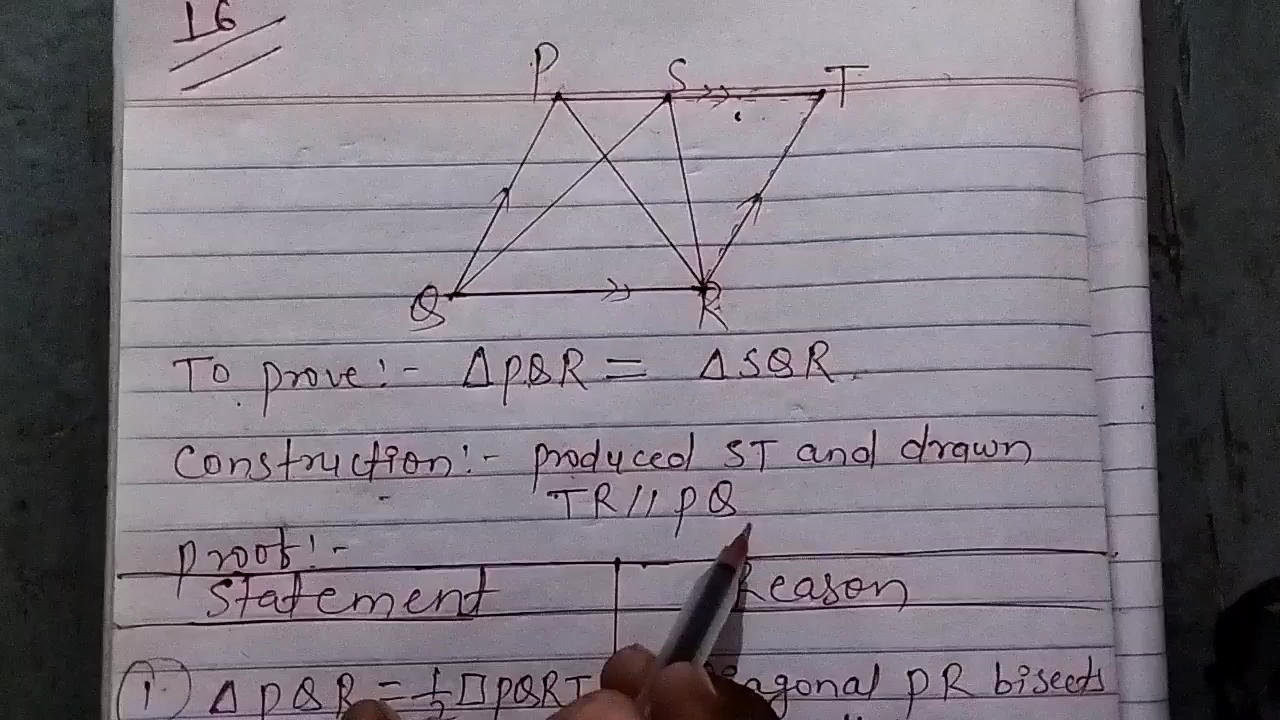 16
P S T
Q R
To prove:- ΔPQR = ΔSQR.
Construction:- produced ST and drawn
TR//PQ
Proof:-
Statement Reason
1. ΔPQR = ½ □PQRT diagonal PR bisects